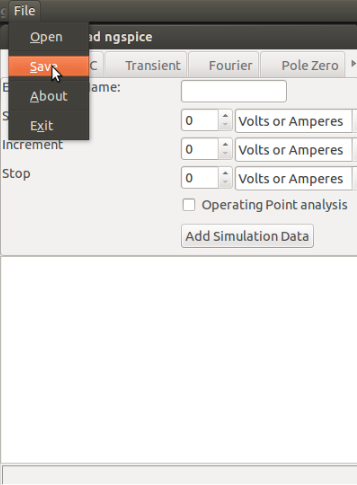 File
ad ngspice
Open
Save
About
Exit
C Transient Fourier Pole Zero
ame:
Increment 0 Volts or Amperes
0 Volts or Amperes
Stop 0 Volts or Amperes
Operating Point analysis
Add Simulation Data